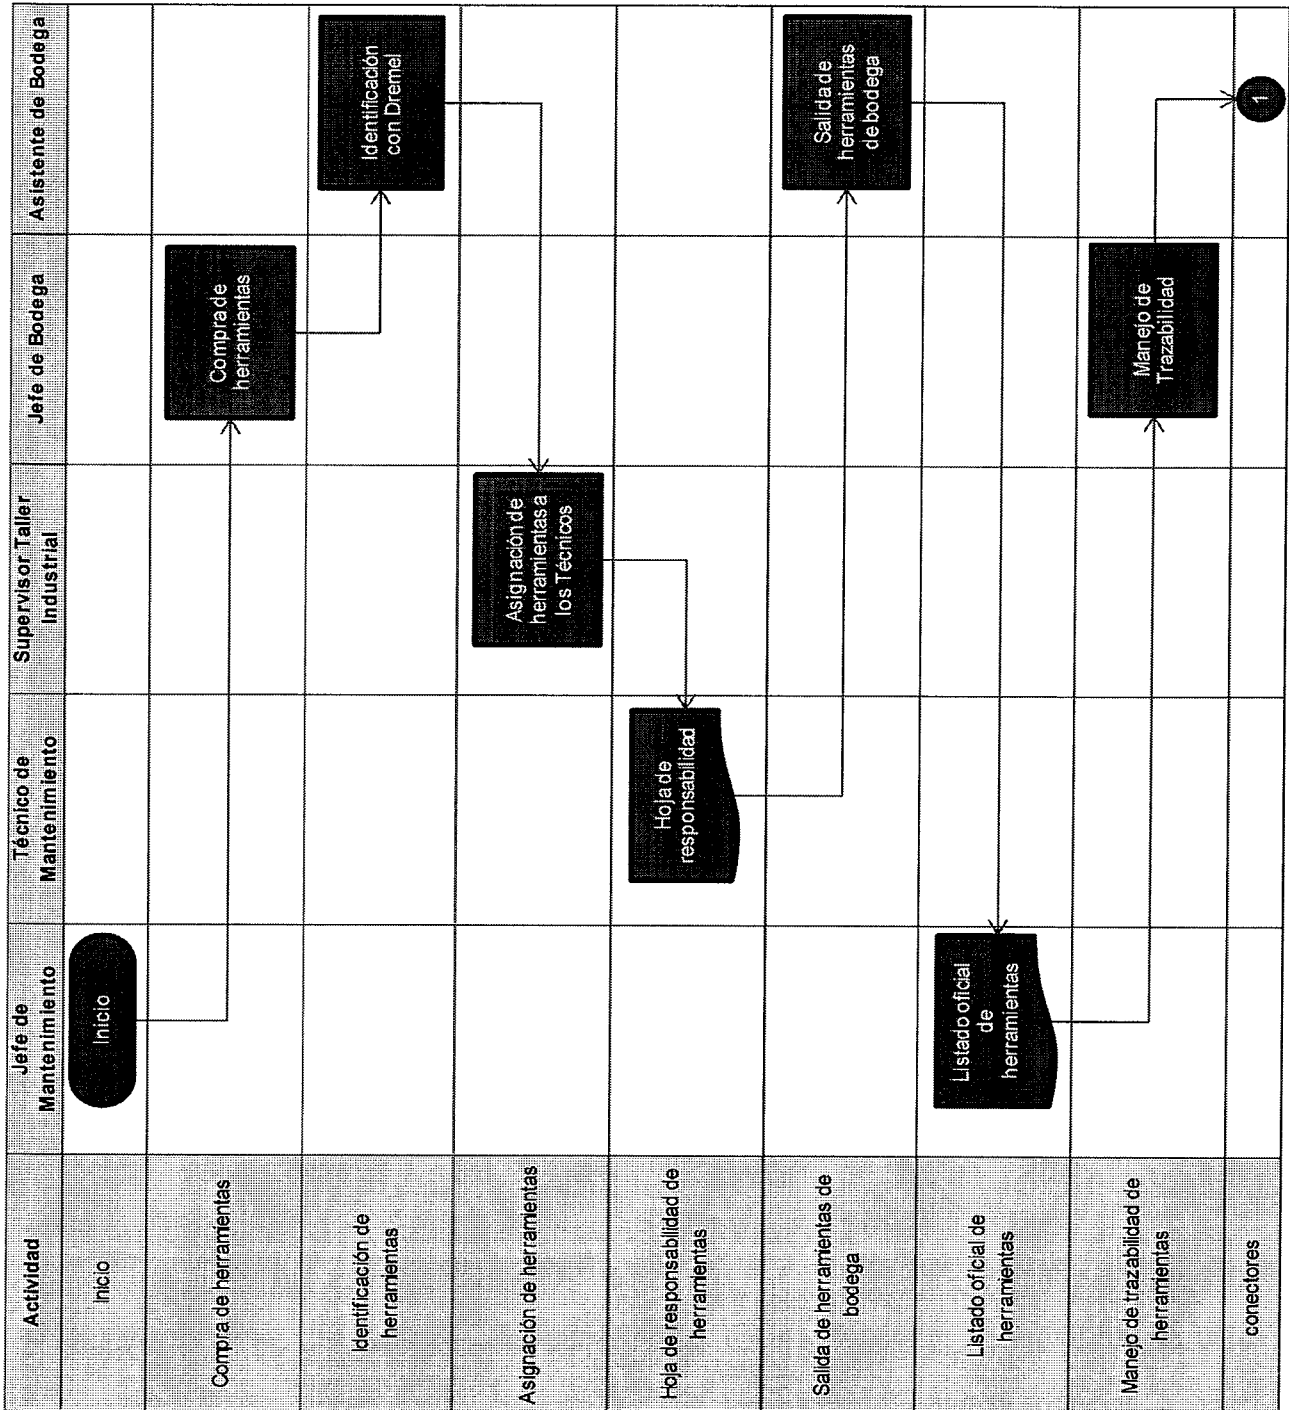 Actividad
Jefe de
Mantenimiento
Técnico de
Mantenimiento
Supervisor Taller
Industrial
Jefe de Bodega
Asistente de Bodega
Inicio
Inicio
Compra de herramientas
Compra de
herramientas
Identificación de
herramientas
Identificación
con Dremel
Asignación de herramientas
Asignación de
herramientas a
los Técnicos
Hoja de responsabilidad de
herramientas
Hoja de
responsabilidad
Salida de herramientas de
bodega
Salida de
herramientas
de bodega
Listado oficial de
herramientas
Listado oficial
de
herramientas
Manejo de trazabilidad de
herramientas
Manejo de
Trazabilidad
conectores
1